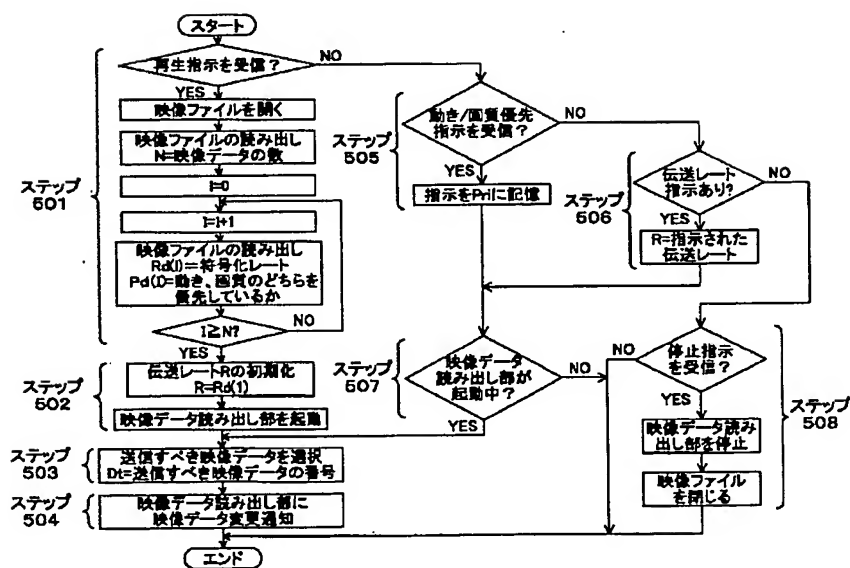 スタート
再生指示を受信?
YES
NO
映像ファイルを開く
映像ファイルの読み出し
N=映像データの数
I=0
I=I+1
映像ファイルの読み出し
Rd(I)=符号化レート
Pd(I)=動き、画質のどちらを
優先しているか
I≧N?
NO
YES
ステップ
501
伝送レートRの初期化
R=Rd(1)
映像データ読み出し部を起動
ステップ
502
送信すべき映像データを選択
Dt=送信すべき映像データの番号
ステップ
503
映像データ読み出し部に
映像データ変更通知
ステップ
504
エンド
動き/画質優先
指示を受信?
NO
YES
指示をPriに記憶
ステップ
505
伝送レート
指示あり?
NO
YES
R=指示された
伝送レート
ステップ
506
映像データ
読み出し部が
起動中?
NO
YES
ステップ
507
停止指示
を受信?
NO
YES
映像データ読み
出し部を停止
映像ファイル
を閉じる
ステップ
508